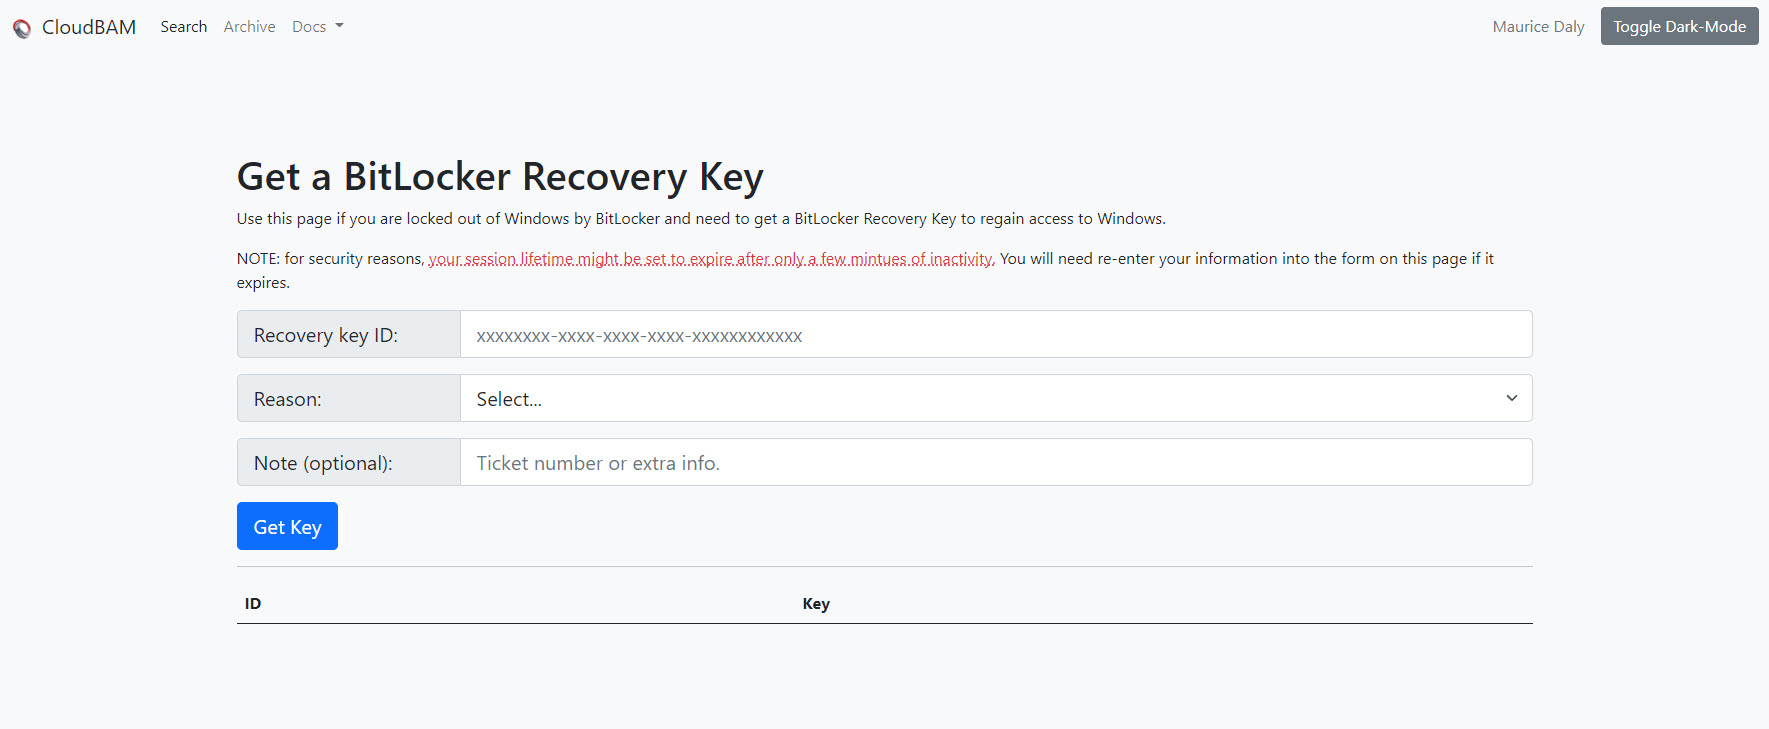 CloudBAM Search Archive Docs Maurice Daly Toggle Dark-Mode
Get a BitLocker Recovery Key
Use this page if you are locked out of Windows by BitLocker and need to get a BitLocker Recovery Key to regain access to Windows.
NOTE: for security reasons, your session lifetime might be set to expire after only a few mintues of inactivity. You will need re-enter your information into the form on this page if it
expires.
Recovery key ID: xxxxxxxx-xxxx-xxxx-xxxx-xxxxxxxxxxxx
Reason: Select...
Note (optional): Ticket number or extra info.
Get Key
ID Key